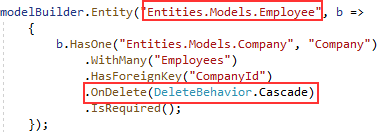 modelBuilder.Entity("Entities.Models.Employee", b =>
{
b.HasOne("Entities.Models.Company", "Company")
.WithMany("Employees")
.HasForeignKey("CompanyId")
.OnDelete(DeleteBehavior.Cascade)
.IsRequired();
});